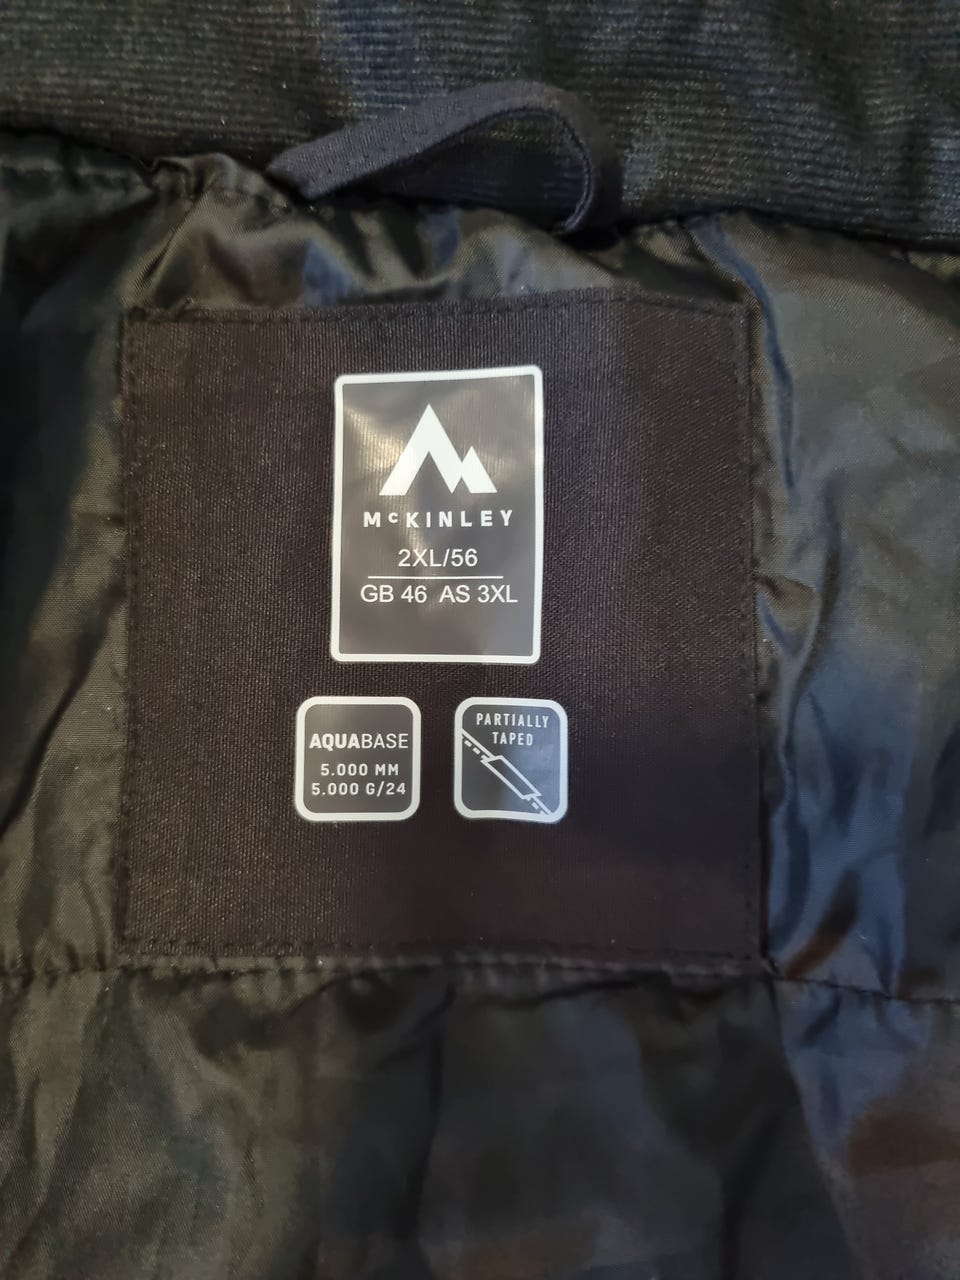 McKINLEY
2XL/56
GB 46 AS 3XL
AQUABASE
5.000 MM
5.000 G/24
PARTIALLY
TAPED